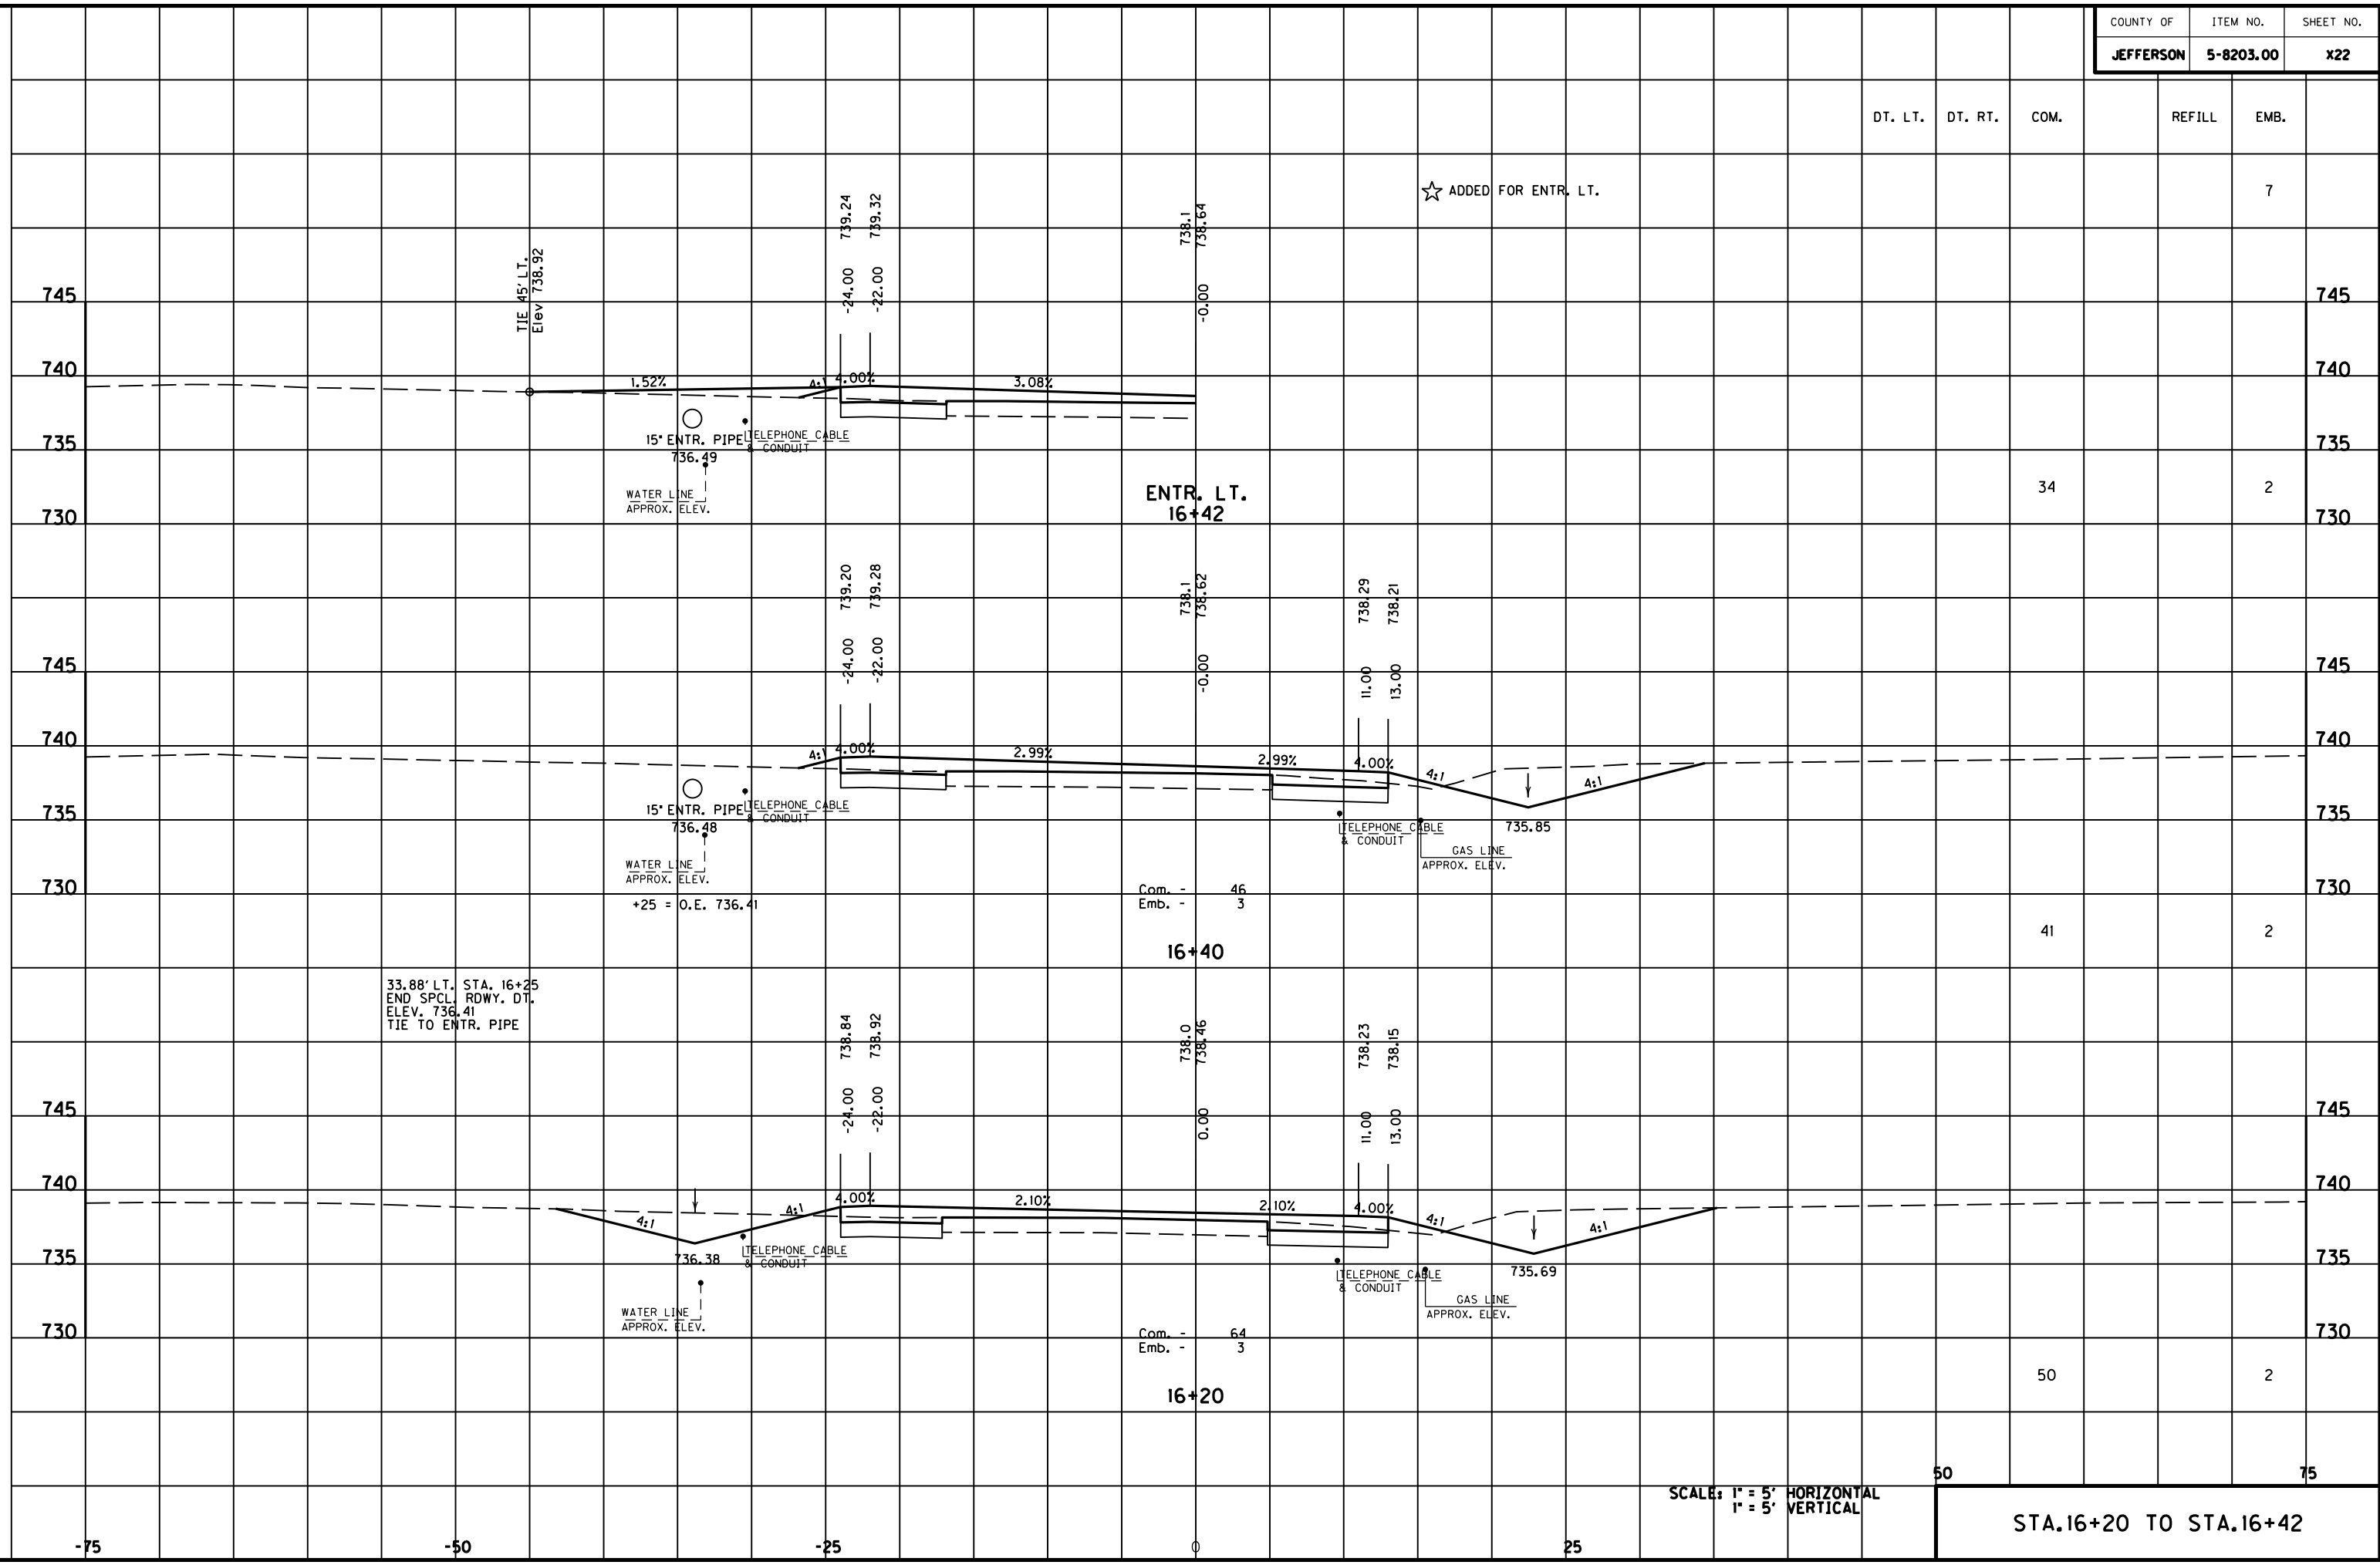 COUNTY OF ITEM NO. SHEET NO.
JEFFERSON 5-8203.00 X22
DT. LT. DT. RT. COM. REFILL EMB.
☆ ADDED FOR ENTR. LT. 7
TIE 45' LT.
Elev 738.92
739.24 739.32 738.1 738.64
-24.00 -22.00 -0.00
745 745
740 740
1.52% 4:1 4.00% 3.08%
15" ENTR. PIPE
736.49
TELEPHONE CABLE
& CONDUIT
735 735
WATER LINE
APPROX. ELEV.
ENTR. LT.
16+42
34 2
730 730
739.20 739.28 738.1 738.62 738.29 738.21
-24.00 -22.00 -0.00 11.00 13.00
745 745
740 740
4:1 4.00% 2.99% 2.99% 4.00% 4:1 4:1
15" ENTR. PIPE
736.48
TELEPHONE CABLE
& CONDUIT
TELEPHONE CABLE
& CONDUIT
735.85
735 735
WATER LINE
APPROX. ELEV.
GAS LINE
APPROX. ELEV.
730 730
+25 = O.E. 736.41
Com. - 46
Emb. - 3
16+40
41 2
33.88' LT. STA. 16+25
END SPCL. RDWY. DT.
ELEV. 736.41
TIE TO ENTR. PIPE
738.84 738.92 738.0 738.46 738.23 738.15
-24.00 -22.00 0.00 11.00 13.00
745 745
740 740
4:1 4:1 4.00% 2.10% 2.10% 4.00% 4:1 4:1
736.38
TELEPHONE CABLE
& CONDUIT
TELEPHONE CABLE
& CONDUIT
735.69
735 735
WATER LINE
APPROX. ELEV.
GAS LINE
APPROX. ELEV.
730 730
Com. - 64
Emb. - 3
16+20
50 2
50 75
SCALE: 1" = 5' HORIZONTAL
1" = 5' VERTICAL
STA.16+20 TO STA.16+42
-75 -50 -25 0 25